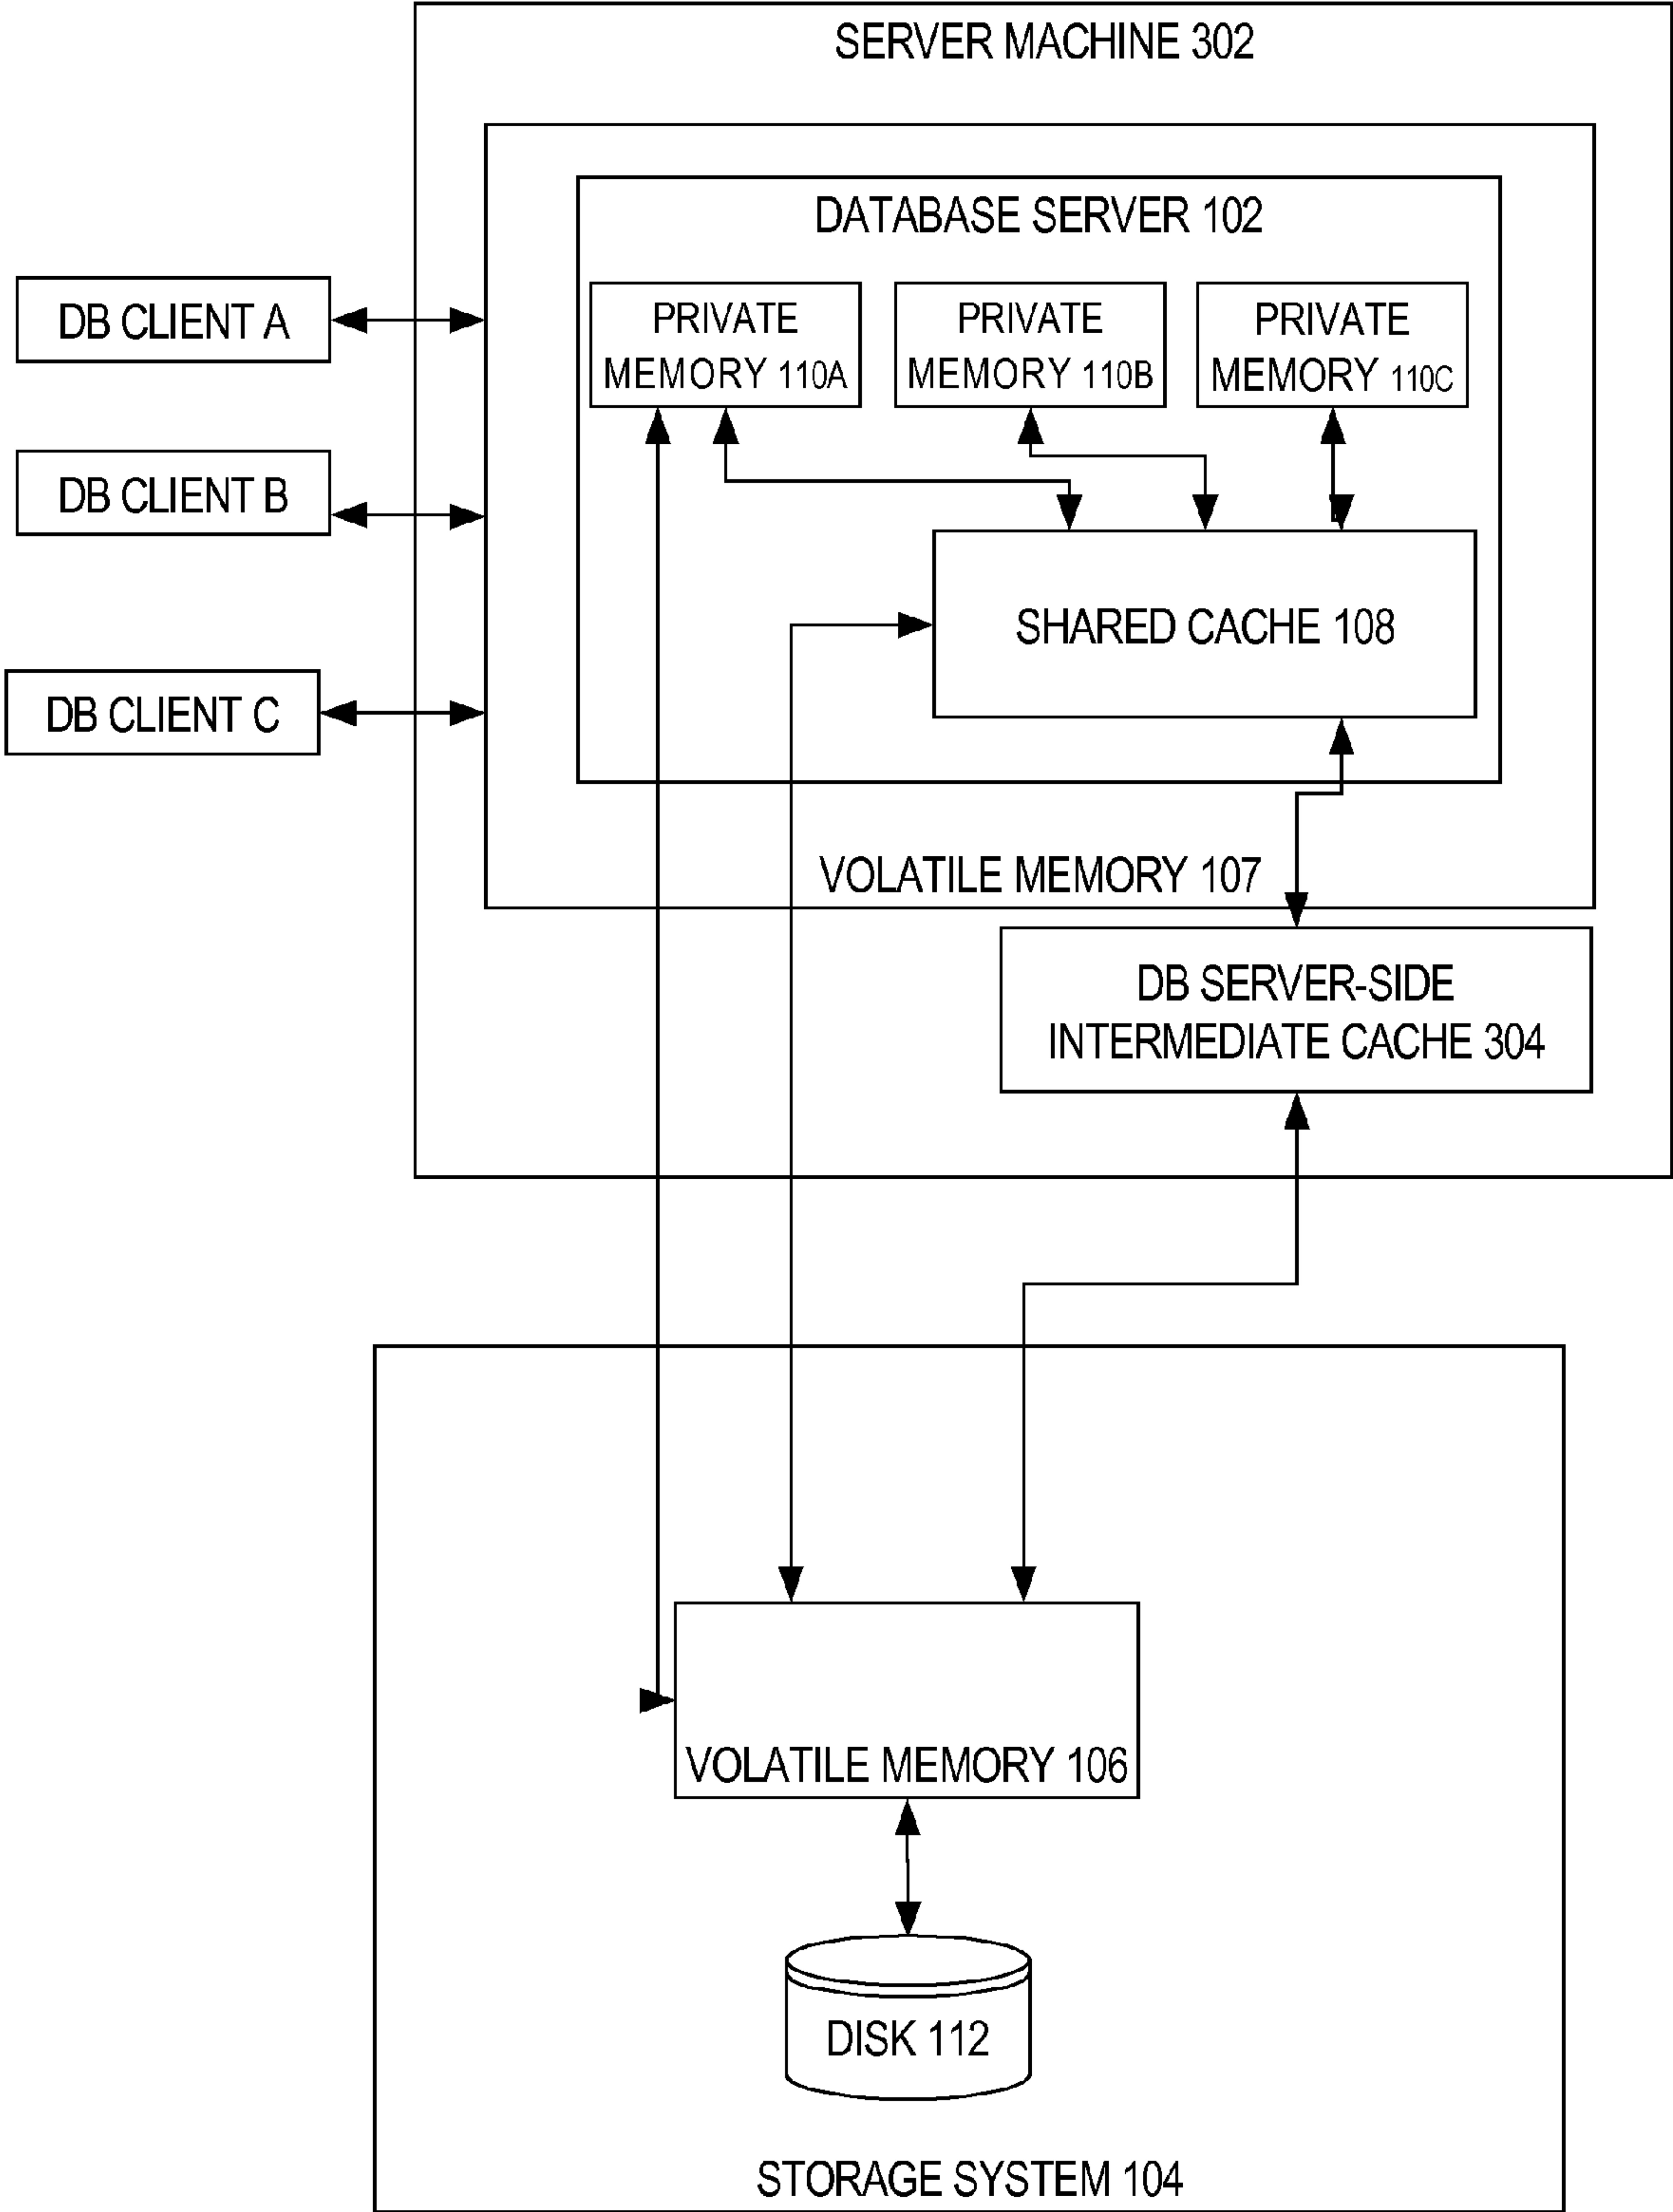 SERVER MACHINE 302
DATABASE SERVER 102
DB CLIENT A
PRIVATE
MEMORY 110A
PRIVATE
MEMORY 110B
PRIVATE
MEMORY 110C
DB CLIENT B
SHARED CACHE 108
DB CLIENT C
VOLATILE MEMORY 107
DB SERVER-SIDE
INTERMEDIATE CACHE 304
VOLATILE MEMORY 106
DISK 112
STORAGE SYSTEM 104